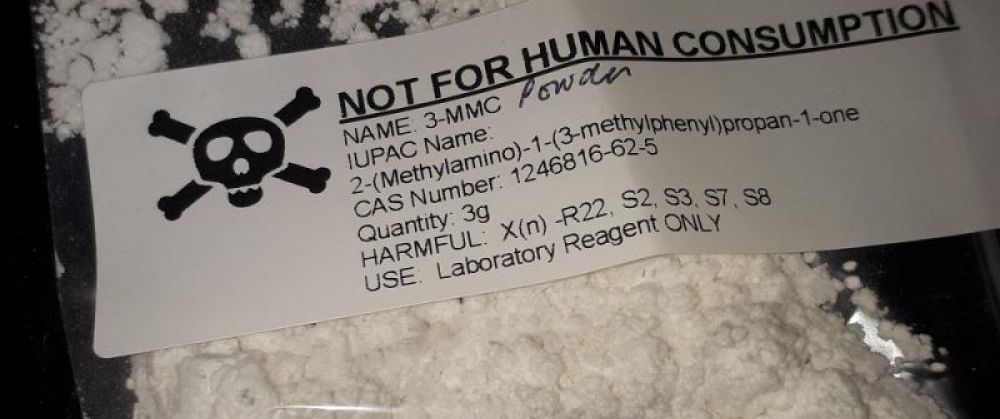 NOT FOR HUMAN CONSUMPTION
NAME: 3-MMC Powder
IUPAC Name:
2-(Methylamino)-1-(3-methylphenyl)propan-1-one
CAS Number: 1246816-62-5
Quantity: 3g
HARMFUL: X(n) -R22, S2, S3, S7, S8
USE: Laboratory Reagent ONLY